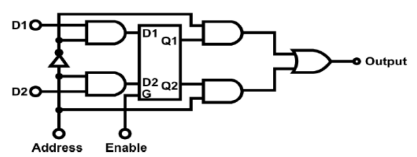 D1
D1
Q1
Output
D2
D2
Q2
G
Address
Enable